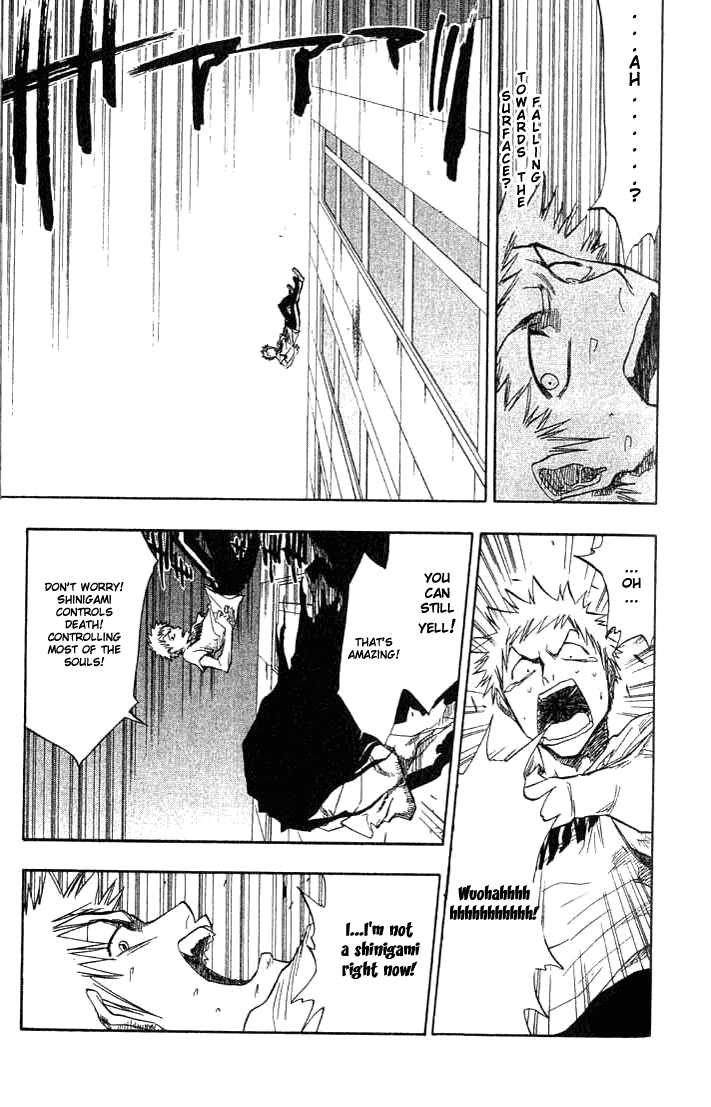 ...AH.......?
FALLING
TOWARDS THE
SURFACE?
...
OH
...
Wuohahhhh
hhhhhhhhhhh!
YOU
CAN
STILL
YELL!
THAT'S
AMAZING!
DON'T WORRY!
SHINIGAMI
CONTROLS
DEATH!
CONTROLLING
MOST OF THE
SOULS!
I...I'm not
a shinigami
right now!